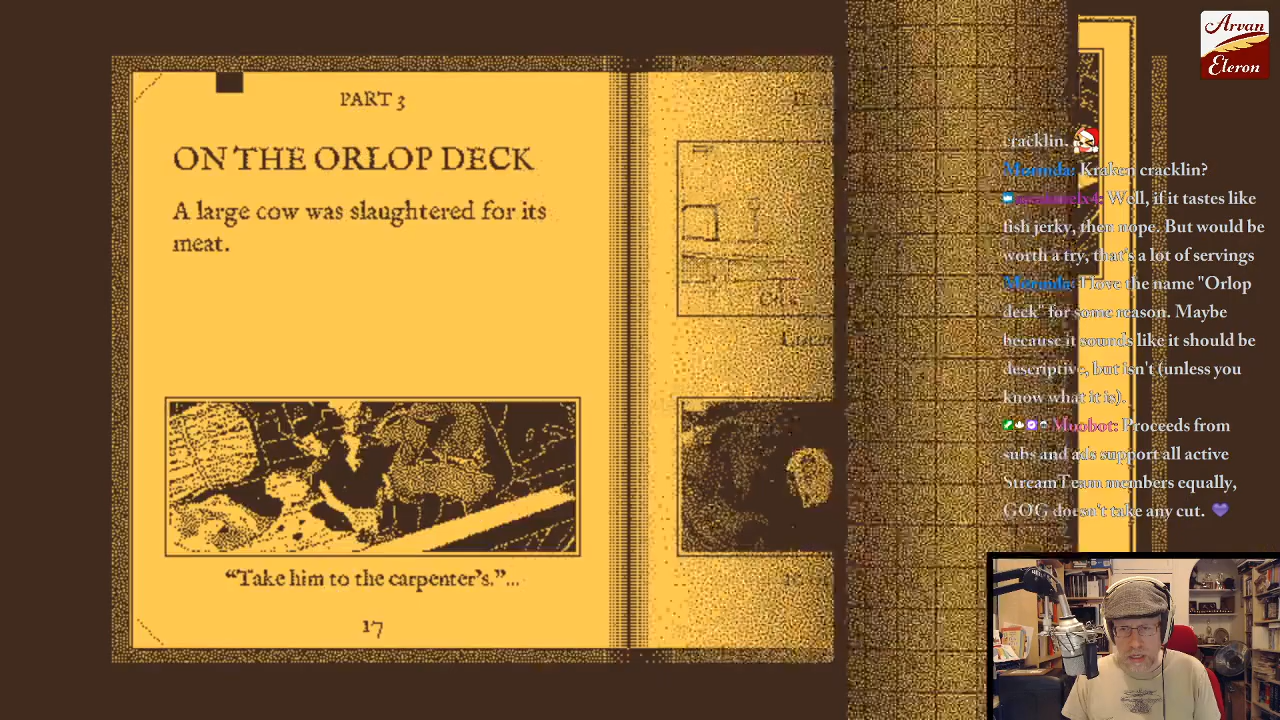 PART 3
ON THE ORLOP DECK
A large cow was slaughtered for its
meat.
“Take him to the carpenter’s.”...
17
Arvan
Eleron
cracklin.
Kraken cracklin?
Well, if it tastes like
fish jerky, then nope. But would be
worth a try, that's a lot of servings
I love the name "Orlop
deck" for some reason. Maybe
because it sounds like it should be
descriptive, but isn't (unless you
know what it is).
Moobot: Proceeds from
subs and ads support all active
StreamTeam members equally,
GOG doesn't take any cut.